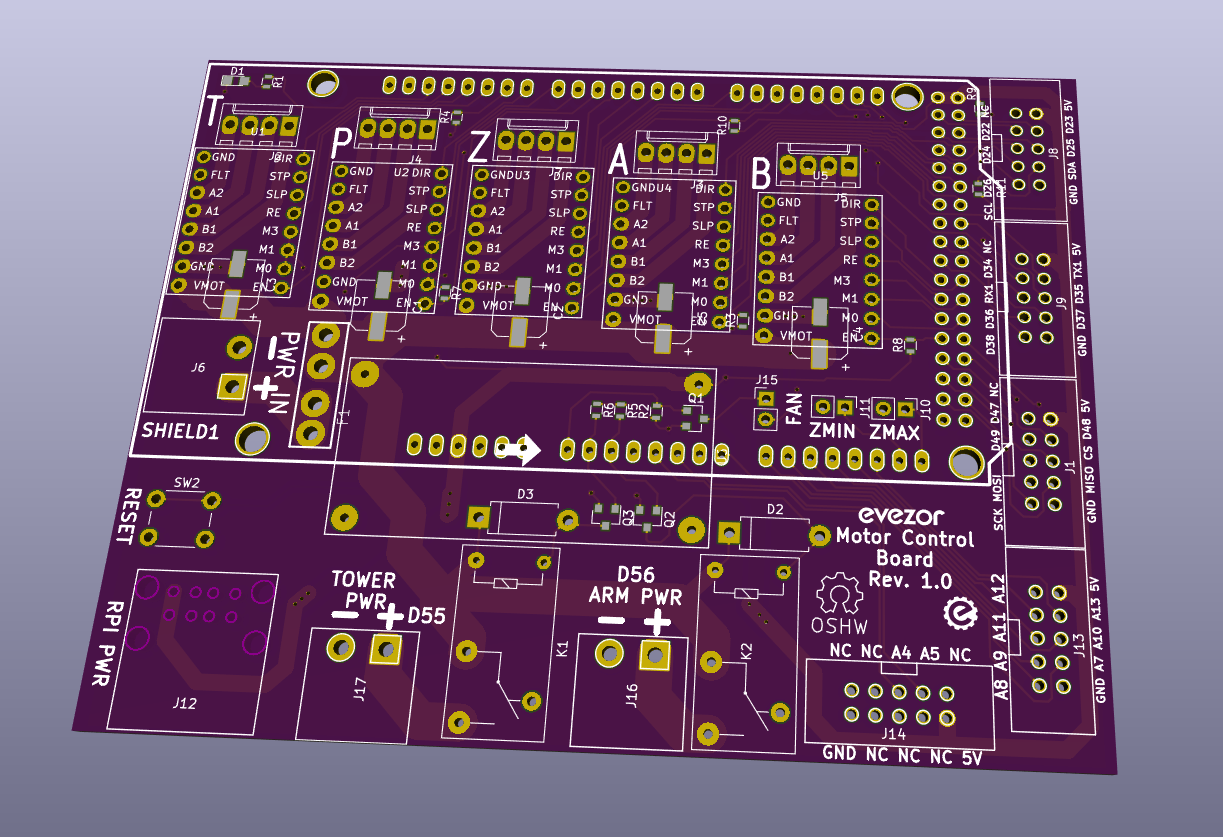 D1
R1
T
P
Z
A
B
U1
J2
R4
J4
R10
J5
R9
GND
FLT
A2
A1
B1
B2
GND
VMOT
DIR
STP
SLP
RE
M3
M1
M0
EN
U2
GND
FLT
A2
A1
B1
B2
GND
VMOT
DIR
STP
SLP
RE
M3
M1
M0
EN
R7
GNDU3
FLT
A2
A1
B1
B2
GND
VMOT
DIR
STP
SLP
RE
M3
M1
M0
EN
GNDU4
FLT
A2
A1
B1
B2
GND
VMOT
DIR
STP
SLP
RE
M3
M1
M0
EN
U5
GND
FLT
A2
A1
B1
B2
GND
VMOT
DIR
STP
SLP
RE
M3
M1
M0
EN
R8
D24 D22 NC
SCL D26
J8
GND SDA D25 D23 5V
D38 D36 RX1 D34 NC
J9
GND D37 D35 TX1 5V
J6
PWR IN
- +
F1
SHIELD1
R6
R5
R2
Q1
J15
FAN
ZMIN
J11
ZMAX
J10
SCK MOSI D49 D47 NC
J1
GND MISO CS D48 5V
SW2
RESET
D3
Q3
Q2
D2
evezor
Motor Control
Board
Rev. 1.0
OSHW
RPI PWR
J12
TOWER
PWR
- +
D55
J17
K1
D56
ARM PWR
- +
J16
K2
A8 A9 A11 A12
J13
GND A7 A10 A13 5V
NC NC A4 A5 NC
J14
GND NC NC NC 5V